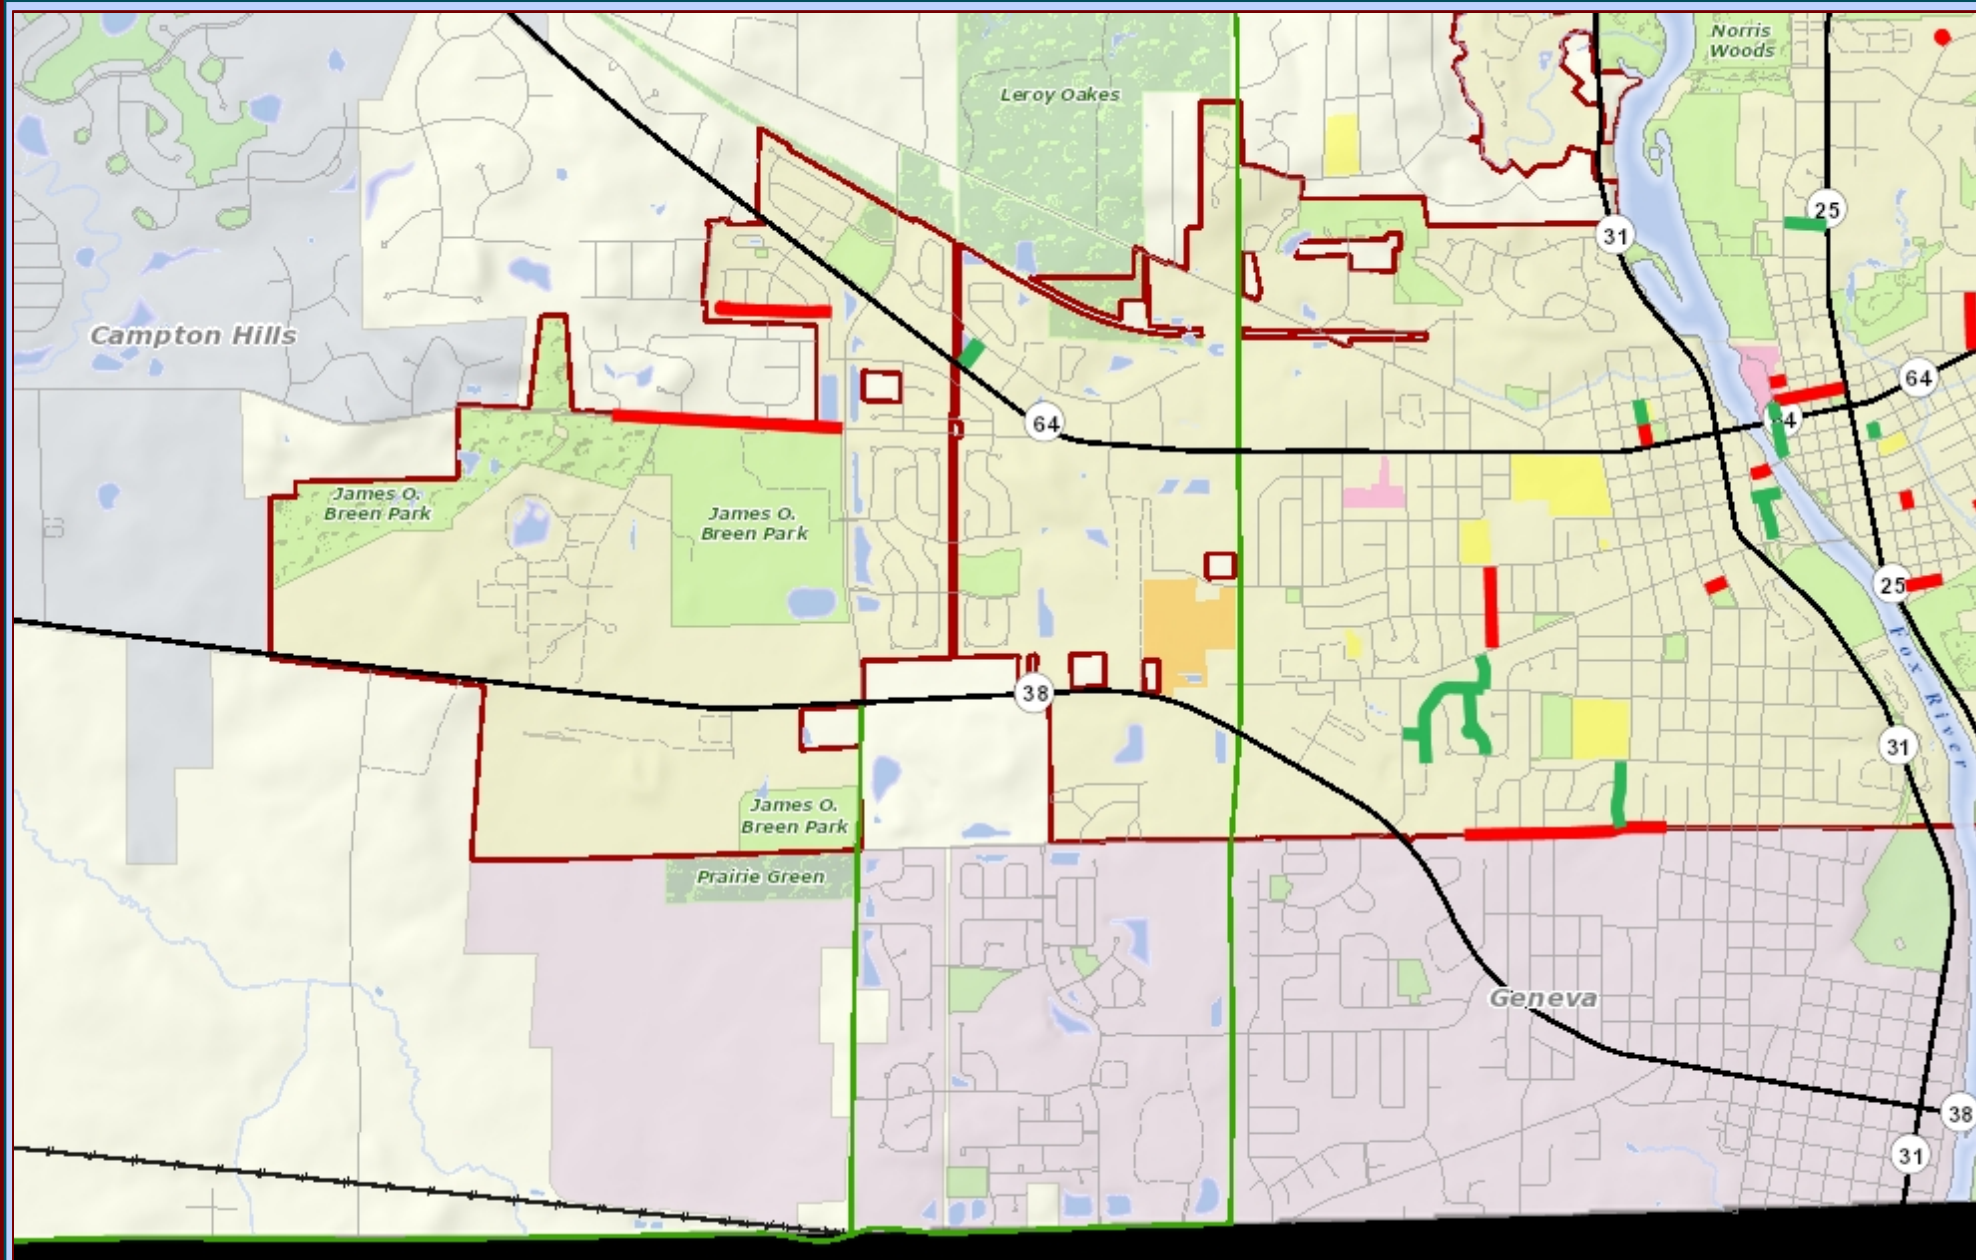 Norris
Woods
Leroy Oakes
25
31
Campton Hills
64
64
4
James O.
Breen Park
James O.
Breen Park
25
Fox River
38
31
James O.
Breen Park
Prairie Green
Geneva
38
31